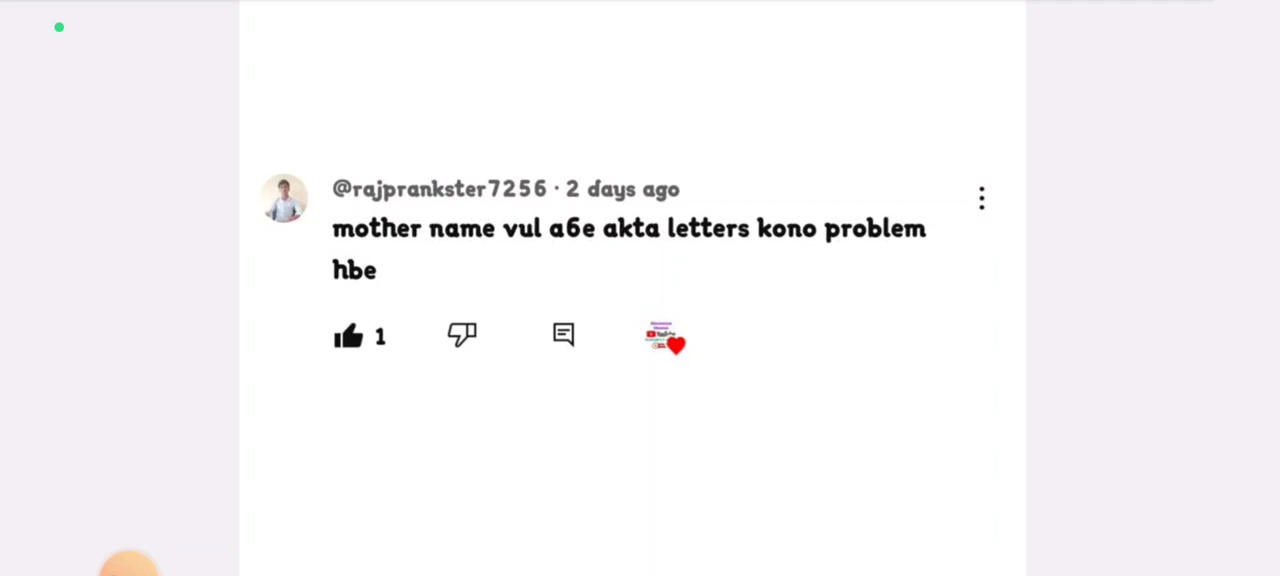 @rajprankster7256 · 2 days ago
mother name vul a6e akta letters kono problem
hbe
1